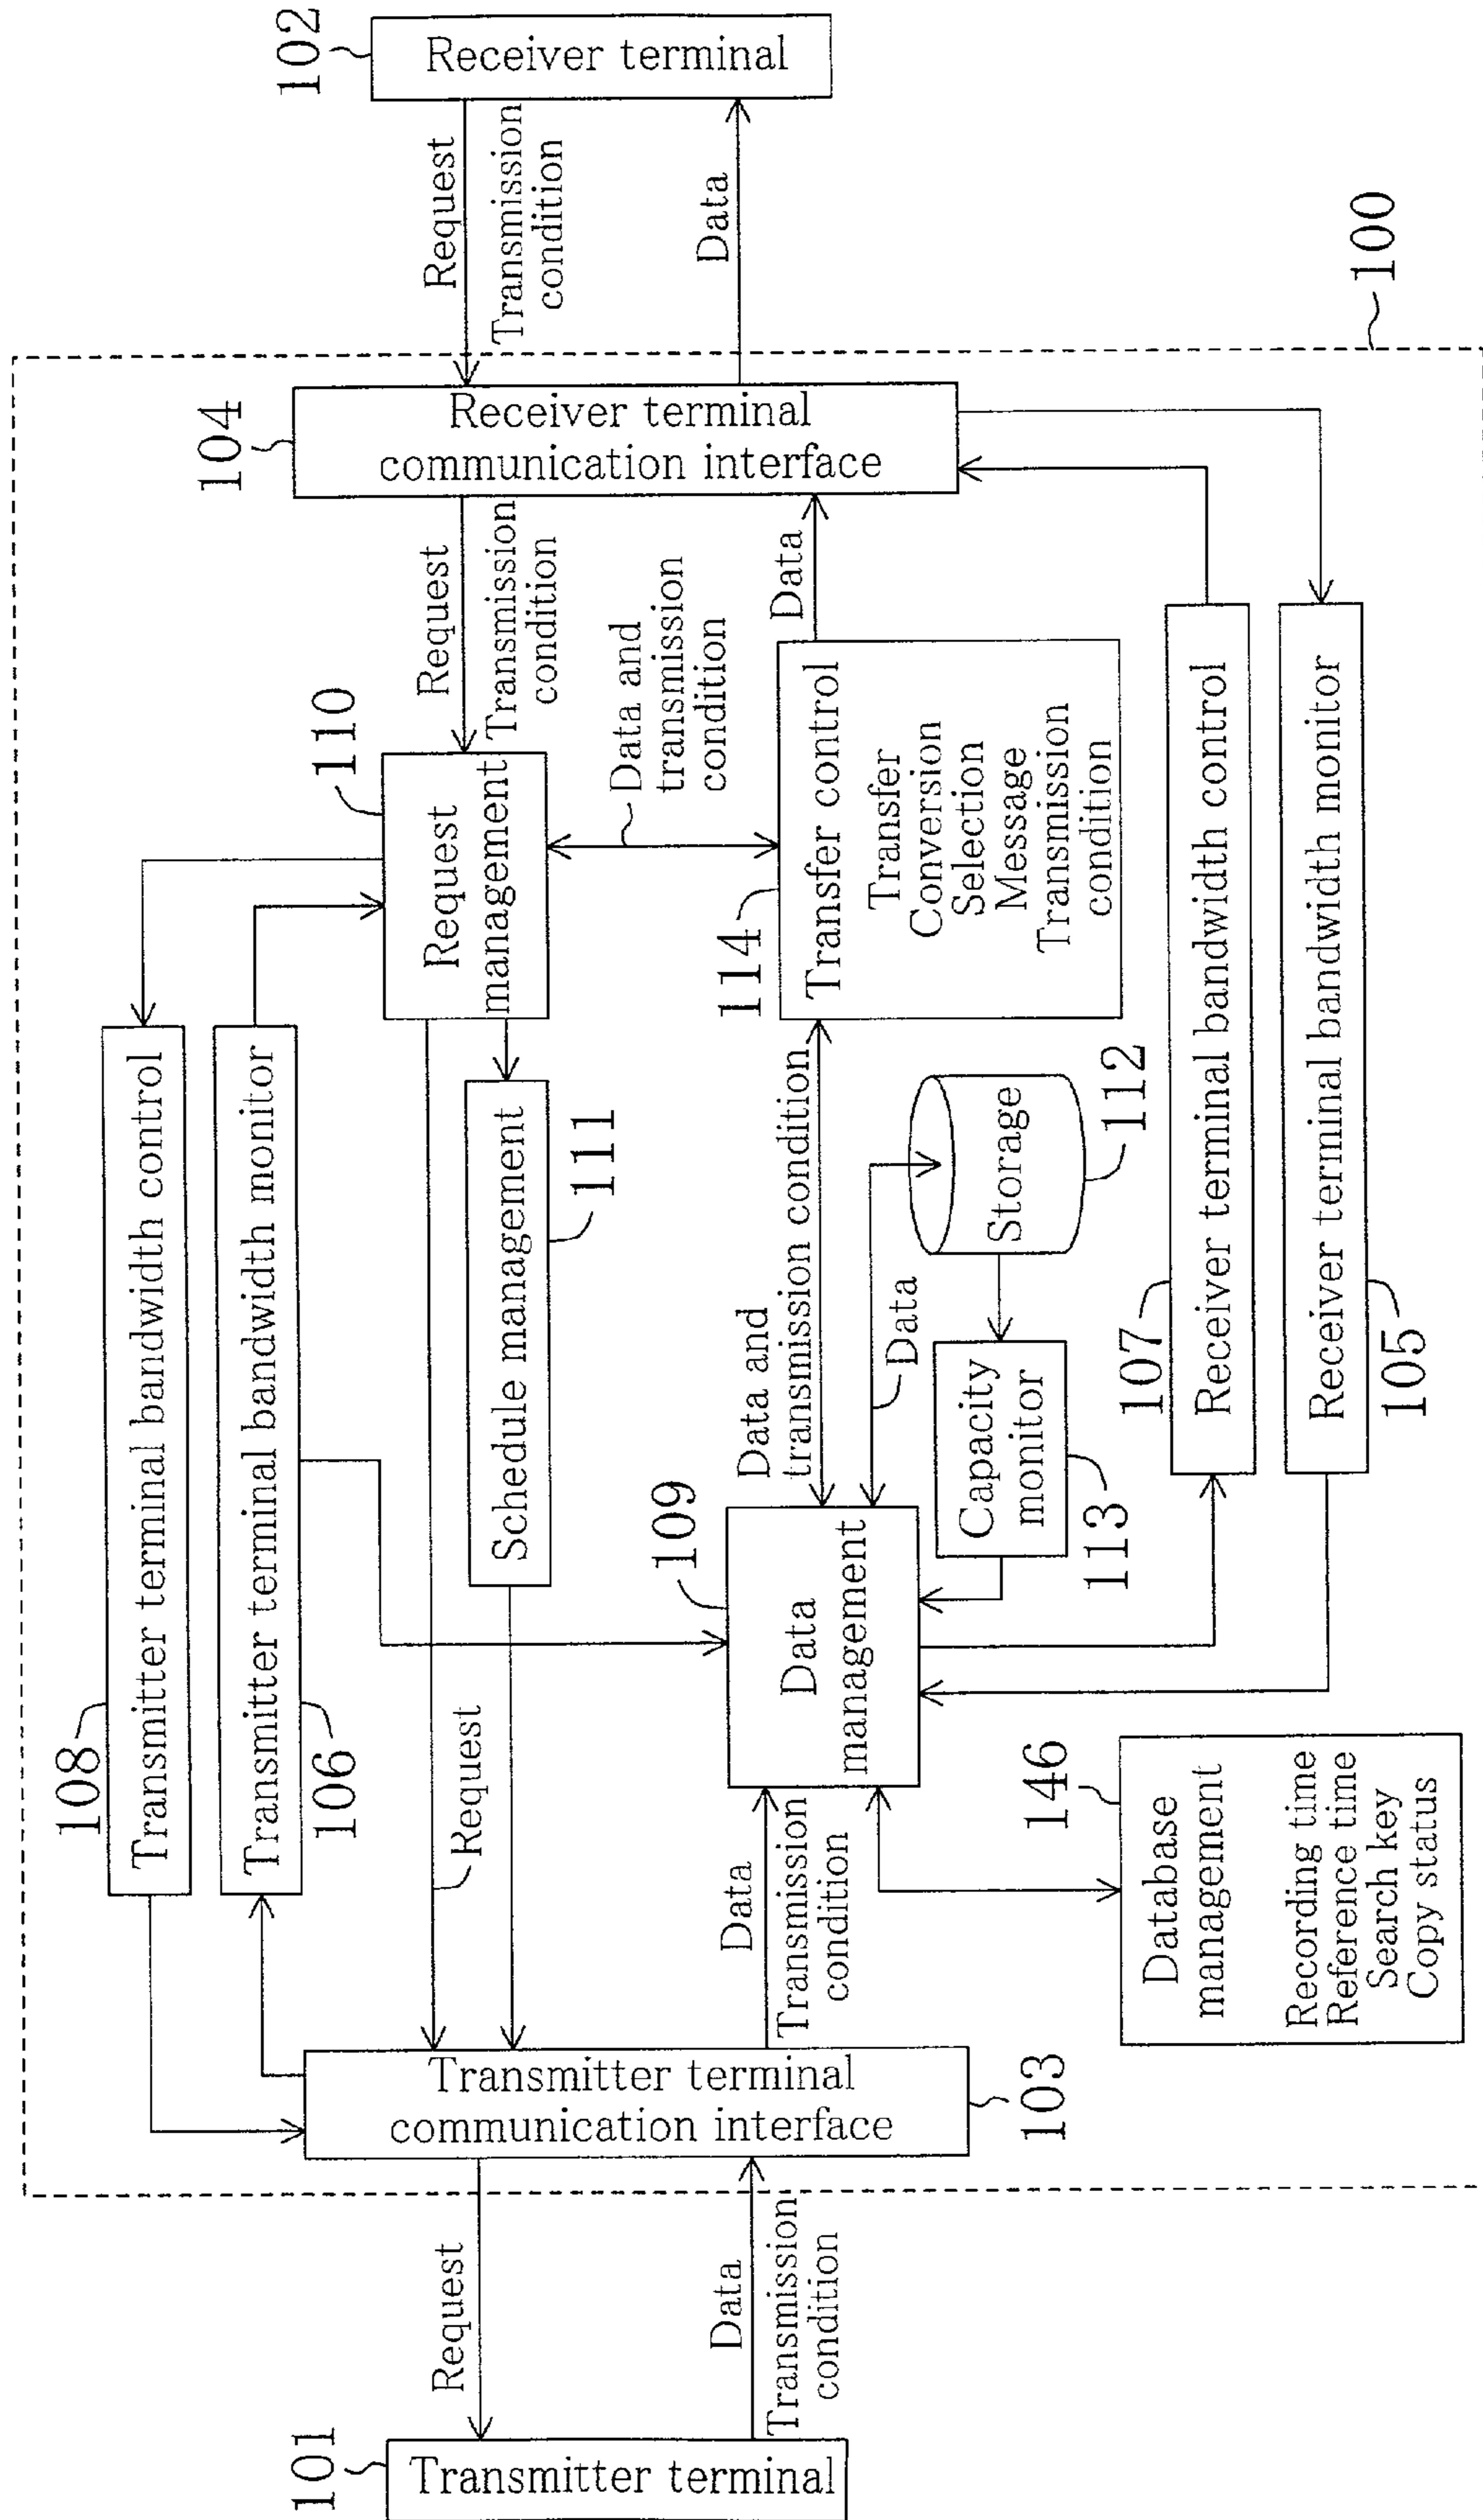 102
Receiver terminal
Request
Transmission
condition
Data
100
104
Receiver terminal
communication interface
Request
Transmission
condition
Data
110
Request
management
Data and
transmission
condition
114
Transfer control
Transfer
Conversion
Selection
Message
Transmission
condition
108
Transmitter terminal bandwidth control
106
Transmitter terminal bandwidth monitor
Schedule management
111
Request
Data and
transmission condition
Data
Storage
112
Capacity
monitor
113
107
Receiver terminal bandwidth control
Receiver terminal bandwidth monitor
105
109
Data
management
146
Database
management
Recording time
Reference time
Search key
Copy status
Data
Transmission
condition
Transmitter terminal
communication interface
103
Request
Data
Transmission
condition
101
Transmitter terminal